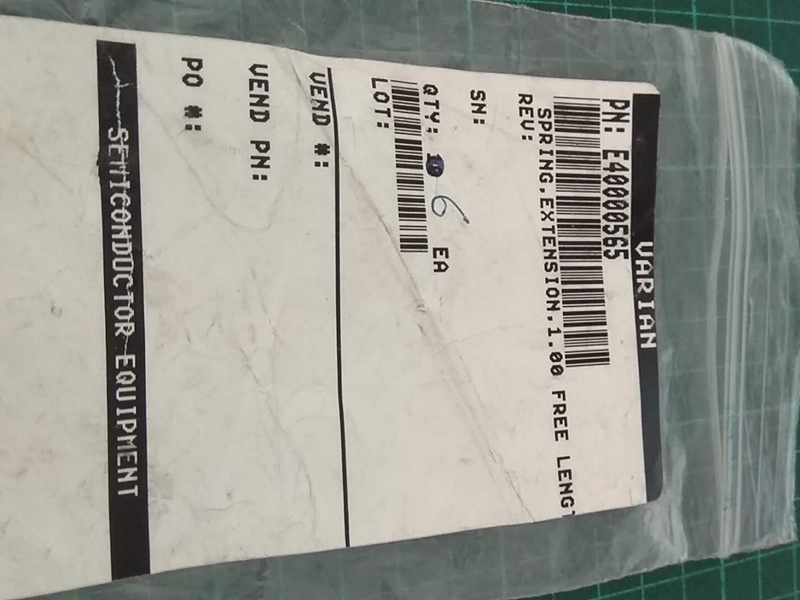 VARIAN
PN: E40000565
SPRING,EXTENSION,1.00 FREE LENGT
REV:
SN:
QTY: 6 EA
LOT:
VEND #:
VEND PN:
PO #:
SEMICONDUCTOR EQUIPMENT